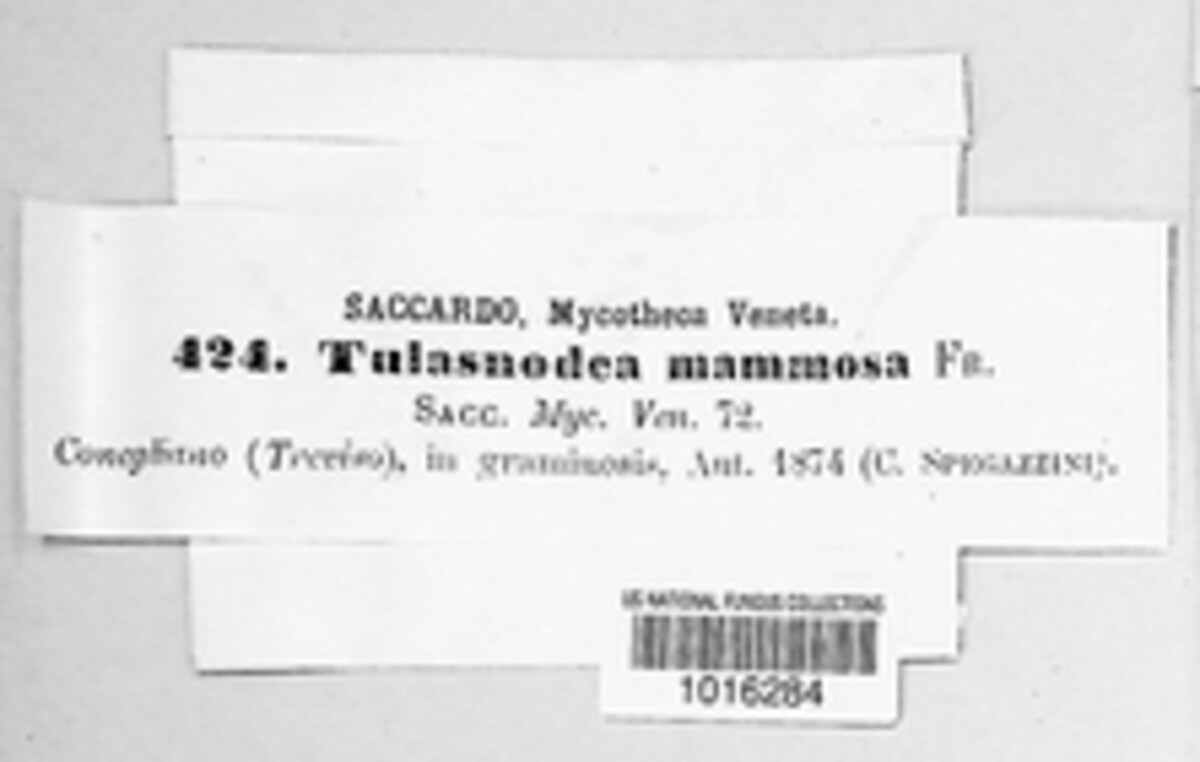 SACCARDO, Mycotheca Veneta.
424. Tulasnodea mammosa FR.
SACC. Myc. Ven. 72.
Conegliano (Treviso), in graminosis, Aut. 1874 (C. SPEGAZZINI).
US NATIONAL FUNGUS COLLECTIONS
1016284